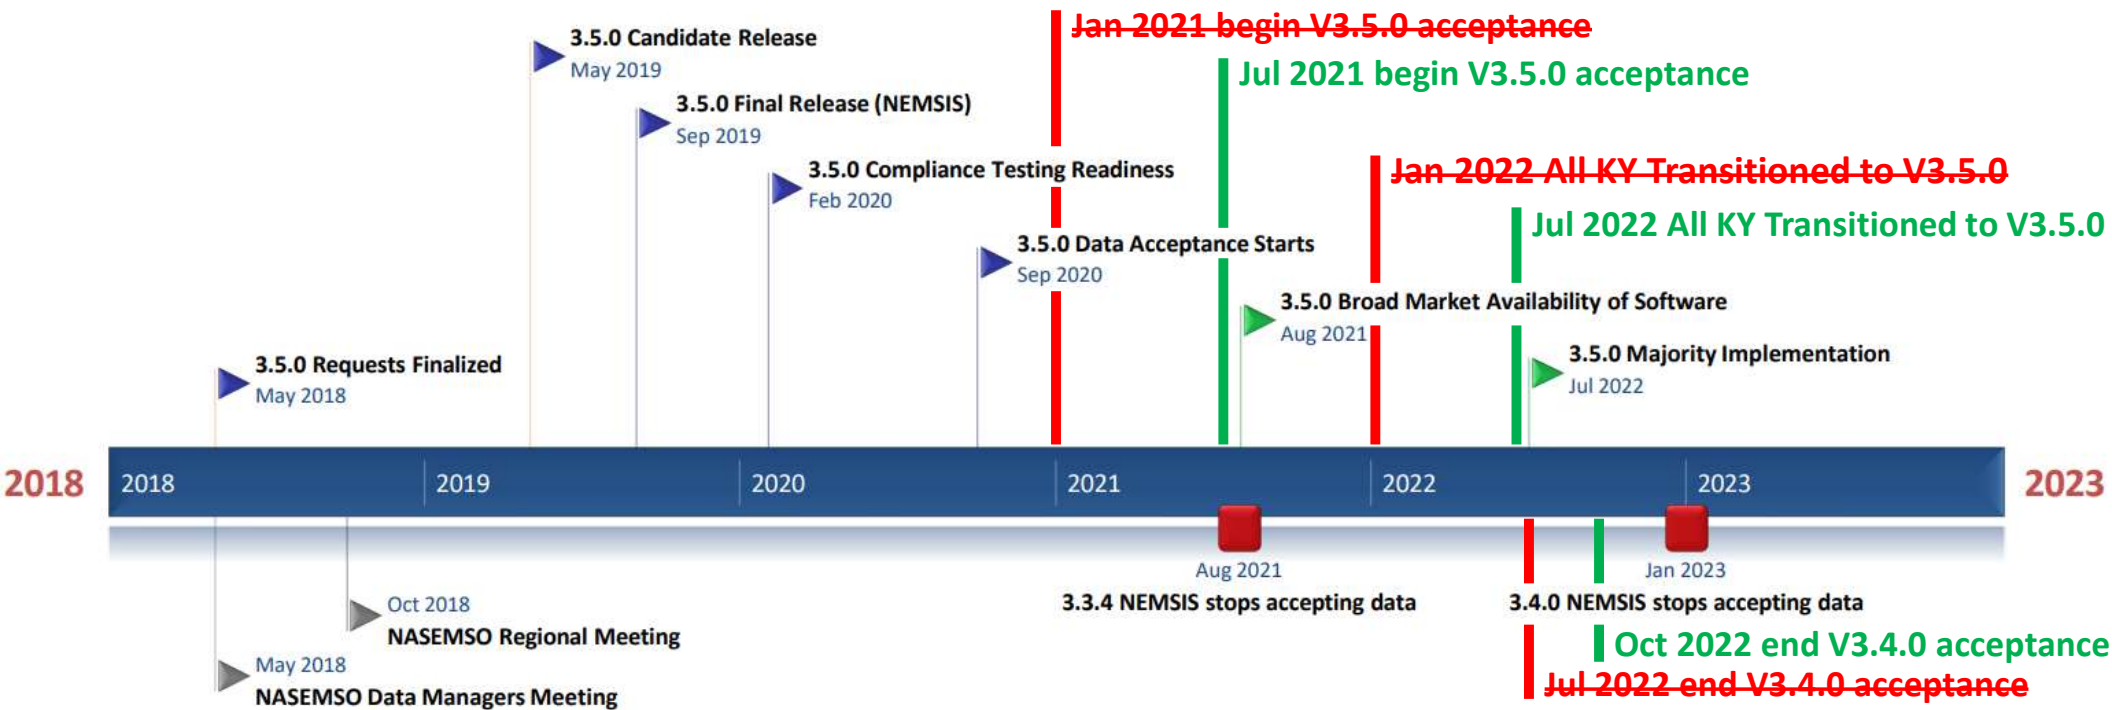 Jan 2021 begin V3.5.0 acceptance
3.5.0 Candidate Release
May 2019
Jul 2021 begin V3.5.0 acceptance
3.5.0 Final Release (NEMSIS)
Sep 2019
3.5.0 Compliance Testing Readiness
Feb 2020
Jan 2022 All KY Transitioned to V3.5.0
Jul 2022 All KY Transitioned to V3.5.0
3.5.0 Data Acceptance Starts
Sep 2020
3.5.0 Broad Market Availability of Software
Aug 2021
3.5.0 Majority Implementation
Jul 2022
3.5.0 Requests Finalized
May 2018
2018
2018
2019
2020
2021
2022
2023
2023
Aug 2021
3.3.4 NEMSIS stops accepting data
Jan 2023
3.4.0 NEMSIS stops accepting data
Oct 2018
NASEMSO Regional Meeting
May 2018
NASEMSO Data Managers Meeting
Oct 2022 end V3.4.0 acceptance
Jul 2022 end V3.4.0 acceptance